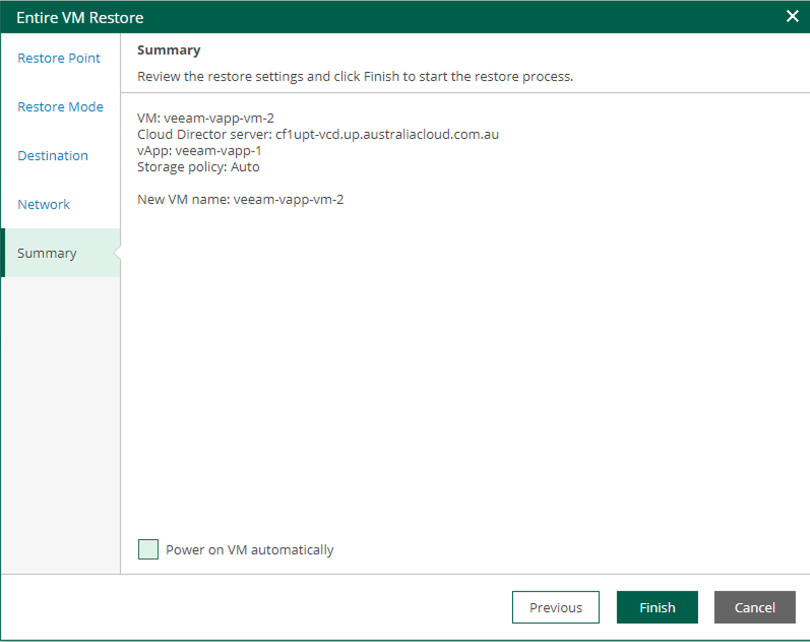 Entire VM Restore
Restore Point
Restore Mode
Destination
Network
Summary
Summary
Review the restore settings and click Finish to start the restore process.
VM: veeam-vapp-vm-2
Cloud Director server: cf1upt-vcd.up.australiacloud.com.au
vApp: veeam-vapp-1
Storage policy: Auto
New VM name: veeam-vapp-vm-2
Power on VM automatically
Previous
Finish
Cancel